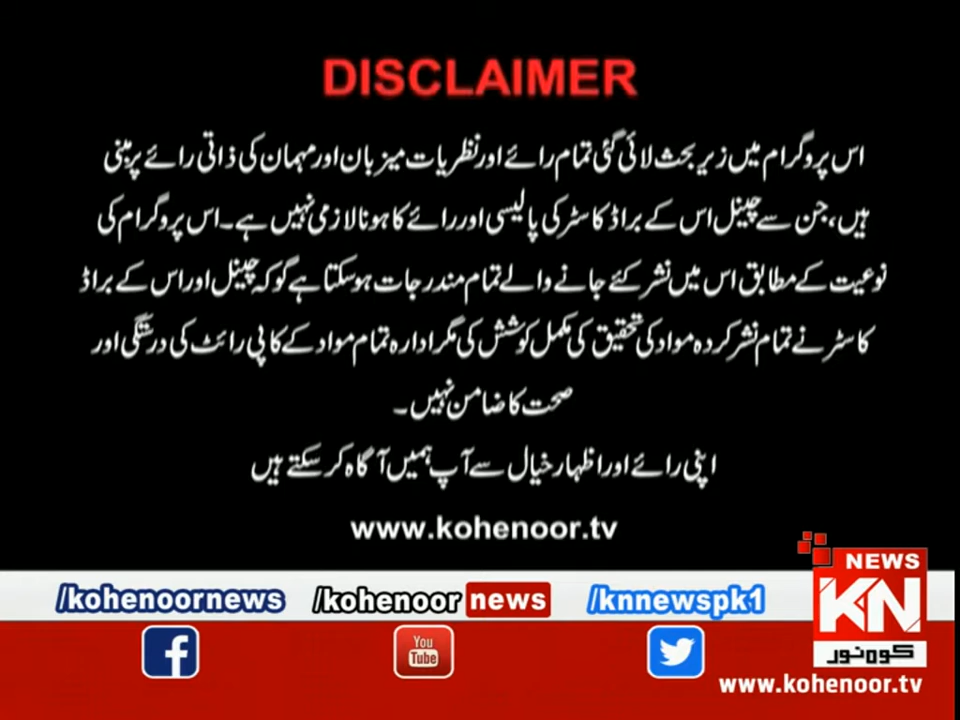 DISCLAIMER
اس پروگرام میں زیر بحث لائی گئی تمام رائے اور نظریات میزبان اور مہمان کی ذاتی رائے پر مبنی
ہیں، جن سے چینل اس کے براڈ کاسٹر کی پالیسی اور رائے کا ہونا لازمی نہیں ہے۔ اس پروگرام کی
نوعیت کے مطابق اس میں نشر کئے جانے والے تمام مندرجات ہو سکتا ہے گو کہ چینل اور اس کے براڈ
کاسٹر نے تمام نشر کردہ مواد کی تحقیق کی مکمل کوشش کی مگر ادارہ تمام مواد کے کاپی رائٹ کی درستگی اور
صحت کا ضامن نہیں۔
اپنی رائے اور اظہار خیال سے آپ ہمیں آگاہ کر سکتے ہیں
www.kohenoor.tv
/kohenoornews
/kohenoor news
/knnewspk1
f
You Tube
NEWS
KN
کوہ نور
www.kohenoor.tv